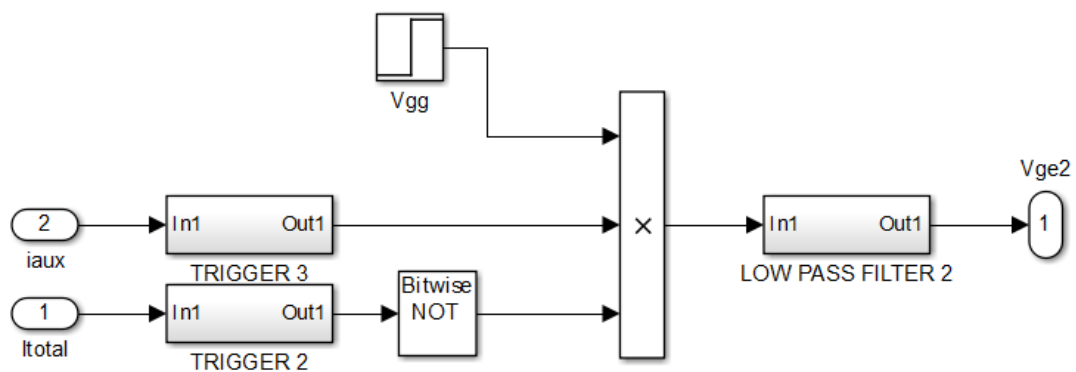 Vgg
Vge2
2
In1 Out1
×
In1 Out1
1
iaux
TRIGGER 3
LOW PASS FILTER 2
Bitwise
NOT
1
In1 Out1
Itotal
TRIGGER 2